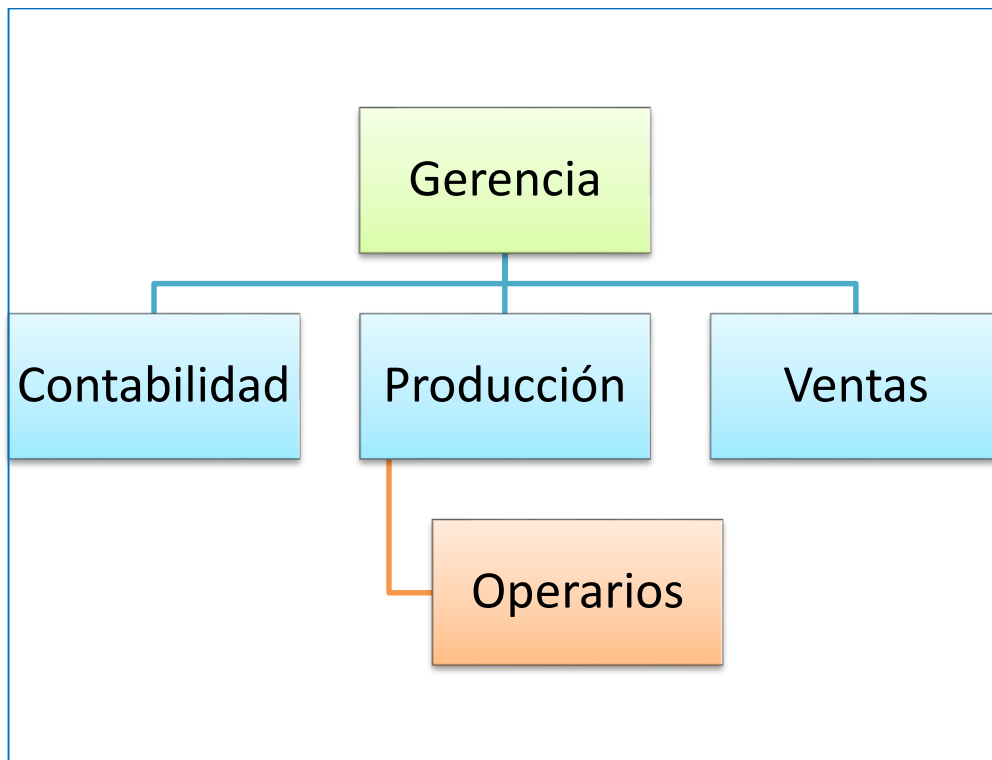 Gerencia
Contabilidad
Producción
Ventas
Operarios